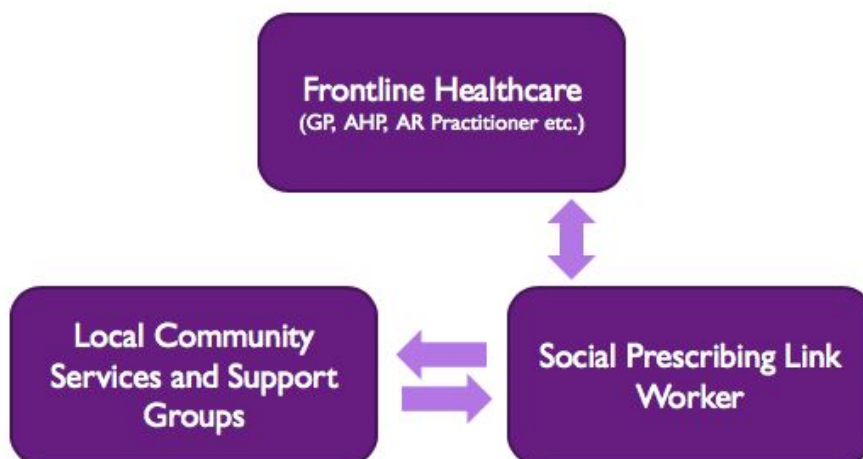 Frontline Healthcare
(GP, AHP, AR Practitioner etc.)
Local Community
Services and Support
Groups
Social Prescribing Link
Worker